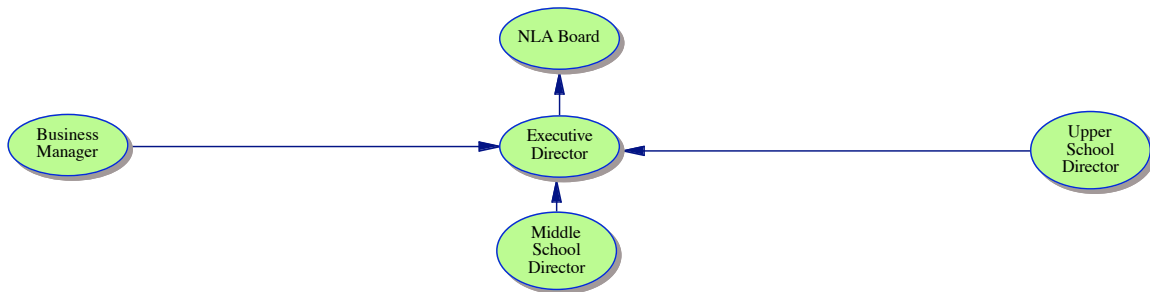 NLA Board
Business
Manager
Executive
Director
Upper
School
Director
Middle
School
Director